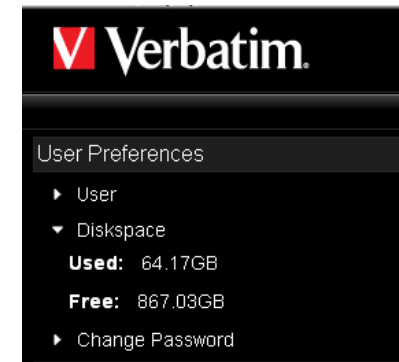 Verbatim.
User Preferences
User
Diskspace
Used: 64.17GB
Free: 867.03GB
Change Password